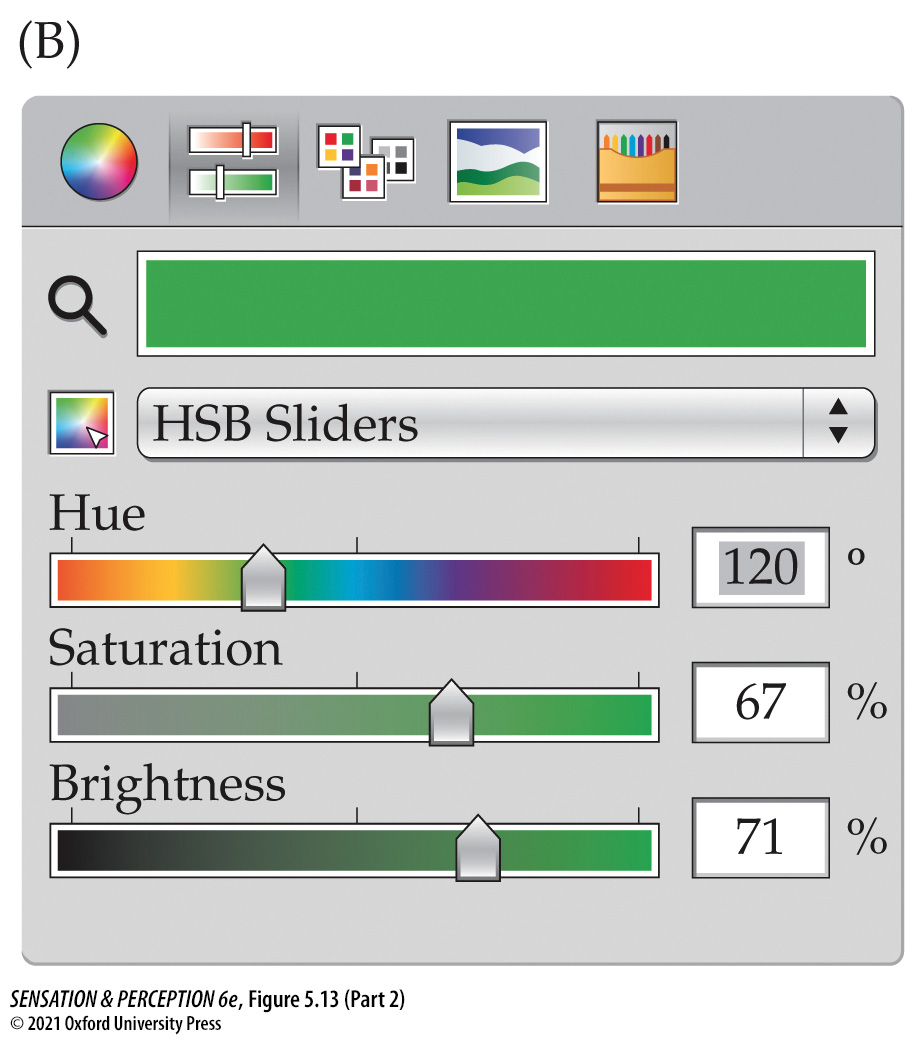 (B)
HSB Sliders
Hue
120 °
Saturation
67 %
Brightness
71 %
SENSATION & PERCEPTION 6e, Figure 5.13 (Part 2)
© 2021 Oxford University Press